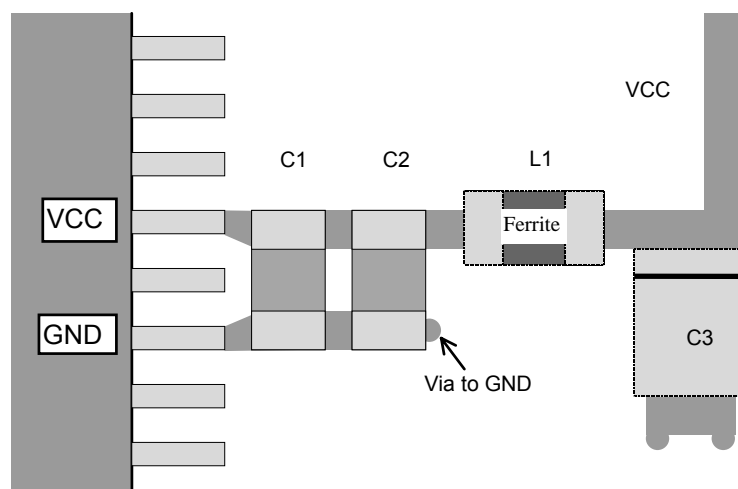 VCC
C1
C2
L1
VCC
Ferrite
GND
C3
Via to GND